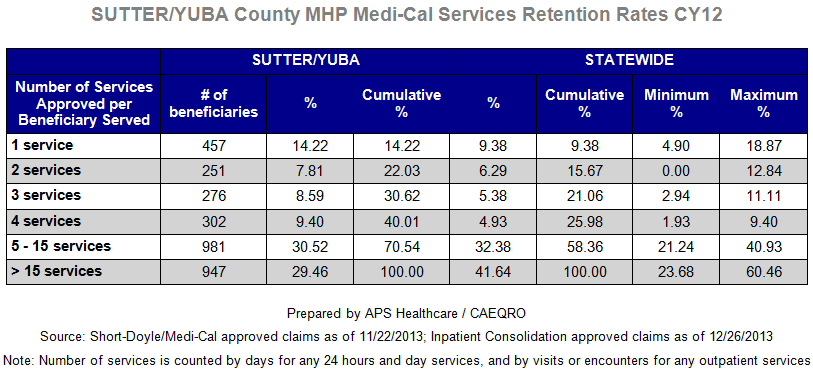 SUTTER/YUBA County MHP Medi-Cal Services Retention Rates CY12
SUTTER/YUBA STATEWIDE
Number of Services Approved per Beneficiary Served # of beneficiaries % Cumulative % % Cumulative % Minimum % Maximum %
1 service 457 14.22 14.22 9.38 9.38 4.90 18.87
2 services 251 7.81 22.03 6.29 15.67 0.00 12.84
3 services 276 8.59 30.62 5.38 21.06 2.94 11.11
4 services 302 9.40 40.01 4.93 25.98 1.93 9.40
5 - 15 services 981 30.52 70.54 32.38 58.36 21.24 40.93
> 15 services 947 29.46 100.00 41.64 100.00 23.68 60.46
Prepared by APS Healthcare / CAEQRO
Source: Short-Doyle/Medi-Cal approved claims as of 11/22/2013; Inpatient Consolidation approved claims as of 12/26/2013
Note: Number of services is counted by days for any 24 hours and day services, and by visits or encounters for any outpatient services